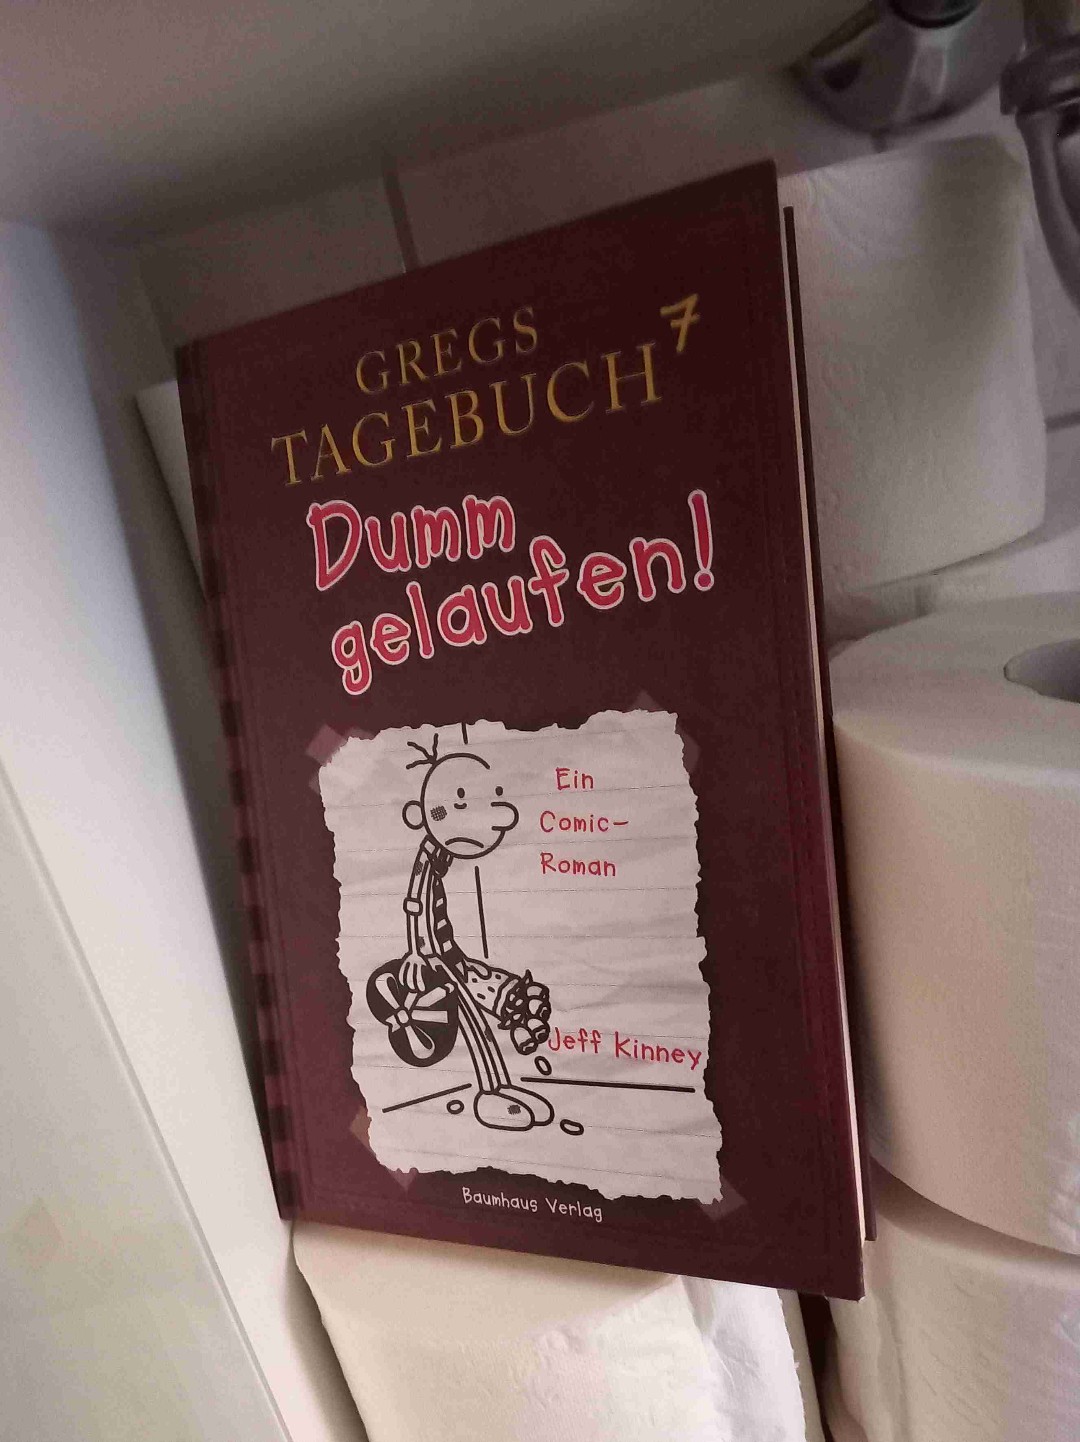 GREGS
TAGEBUCH 7
Dumm
gelaufen!
Ein
Comic-
Roman
Jeff Kinney
Baumhaus Verlag